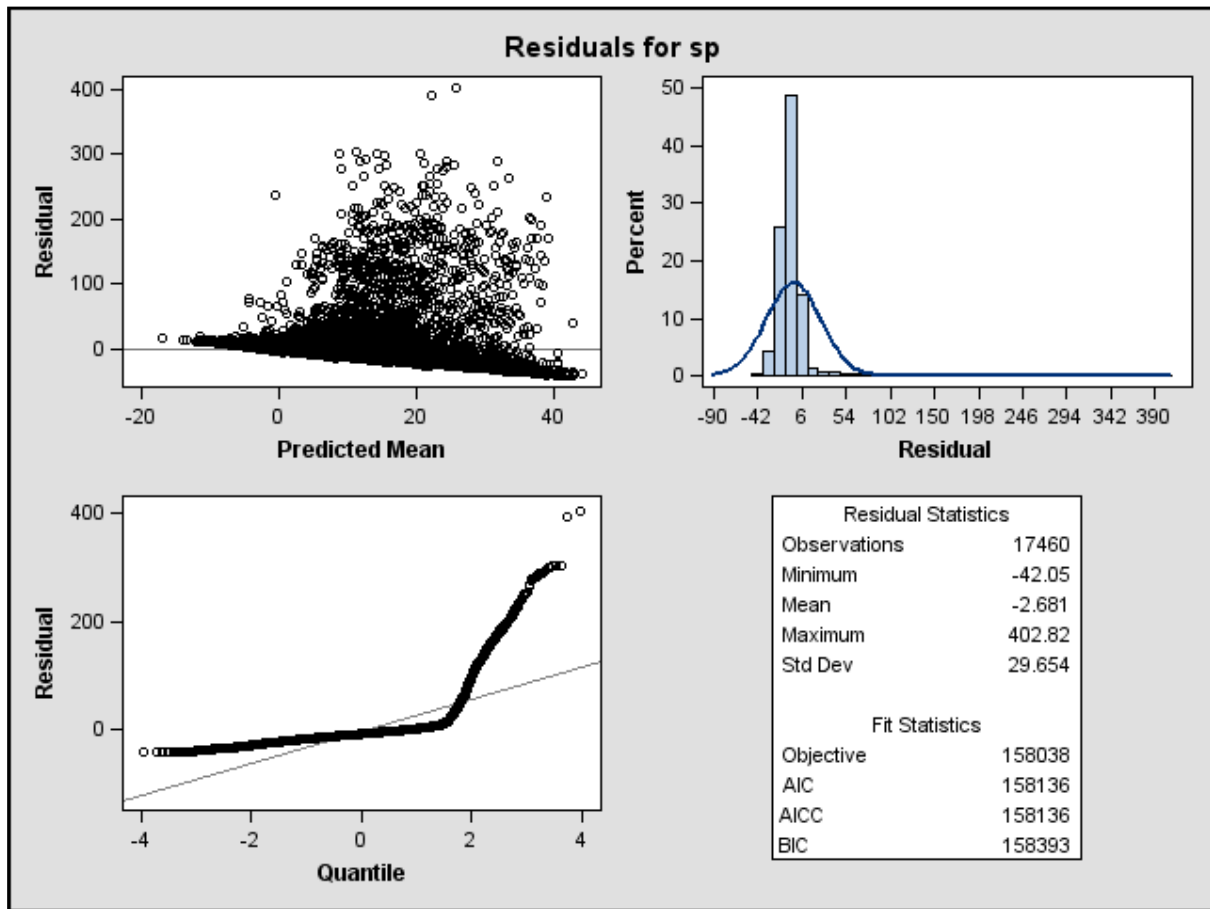 Residuals for sp
400
300
200
100
0
Residual
-20 0 20 40
Predicted Mean
50
40
30
20
10
0
Percent
-90 -42 6 54 102 150 198 246 294 342 390
Residual
400
200
0
Residual
-4 -2 0 2 4
Quantile
Residual Statistics
Observations 17460
Minimum -42.05
Mean -2.681
Maximum 402.82
Std Dev 29.654
Fit Statistics
Objective 158038
AIC 158136
AICC 158136
BIC 158393